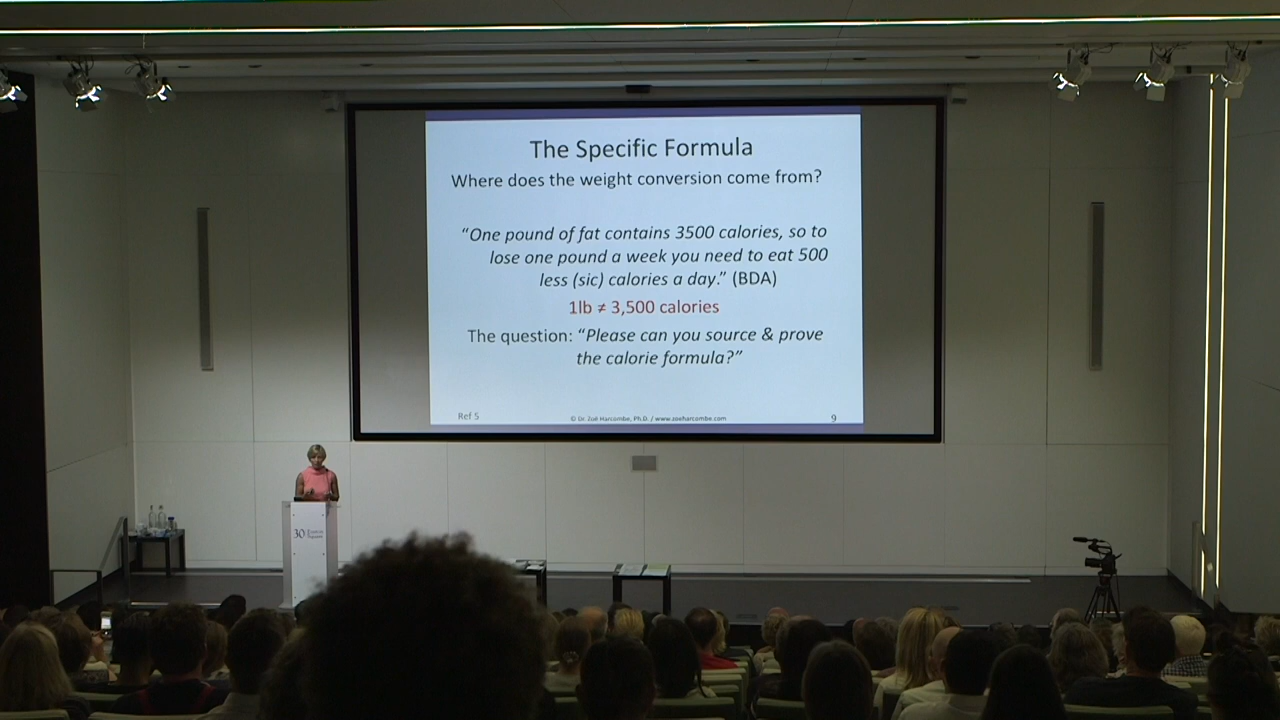 The Specific Formula
Where does the weight conversion come from?
“One pound of fat contains 3500 calories, so to
lose one pound a week you need to eat 500
less (sic) calories a day.” (BDA)
1lb ≠ 3,500 calories
The question: “Please can you source & prove
the calorie formula?”
Ref 5
© Dr. Zoë Harcombe, Ph.D. / www.zoeharcombe.com
9
30